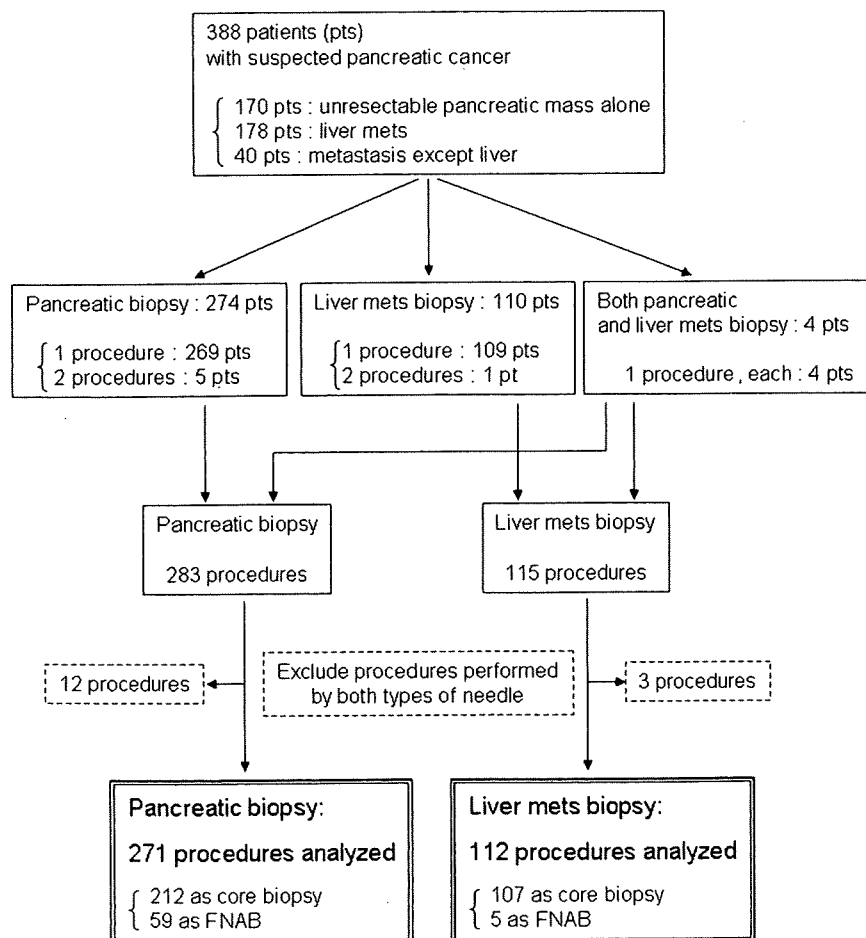 388 patients (pts)
with suspected pancreatic cancer
170 pts : unresectable pancreatic mass alone
178 pts : liver mets
40 pts : metastasis except liver
Pancreatic biopsy : 274 pts
1 procedure : 269 pts
2 procedures : 5 pts
Liver mets biopsy : 110 pts
1 procedure : 109 pts
2 procedures : 1 pt
Both pancreatic
and liver mets biopsy : 4 pts
1 procedure , each : 4 pts
Pancreatic biopsy
283 procedures
Liver mets biopsy
115 procedures
12 procedures
Exclude procedures performed
by both types of needle
3 procedures
Pancreatic biopsy:
271 procedures analyzed
212 as core biopsy
59 as FNAB
Liver mets biopsy:
112 procedures analyzed
107 as core biopsy
5 as FNAB